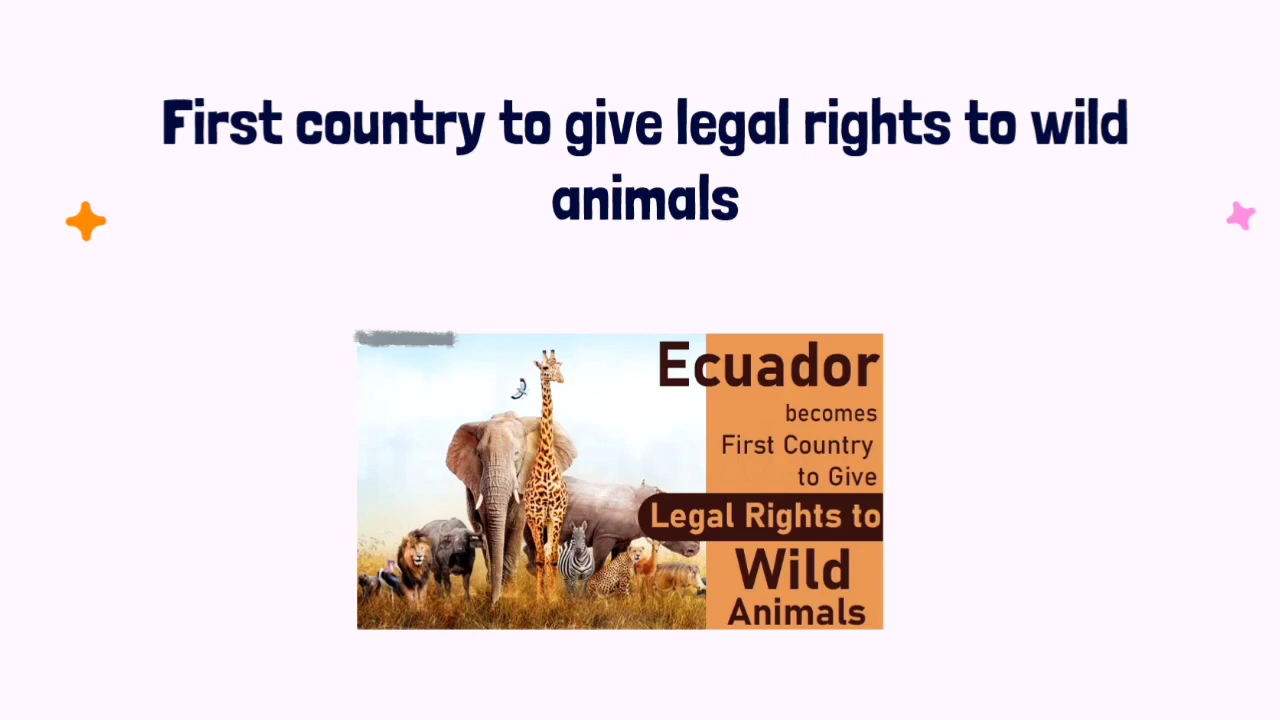 First country to give legal rights to wild
animals
Ecuador
becomes
First Country
to Give
Legal Rights to
Wild
Animals